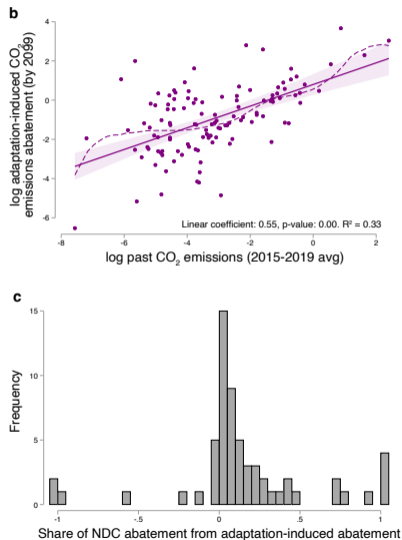 b
log adaptation-induced CO2
emissions abatement (by 2099)
4
2
0
-2
-4
-6
Linear coefficient: 0.55, p-value: 0.00. R² = 0.33
-8 -6 -4 -2 0 2
log past CO2 emissions (2015-2019 avg)
c
Frequency
15
10
5
0
-1 -.5 0 .5 1
Share of NDC abatement from adaptation-induced abatement